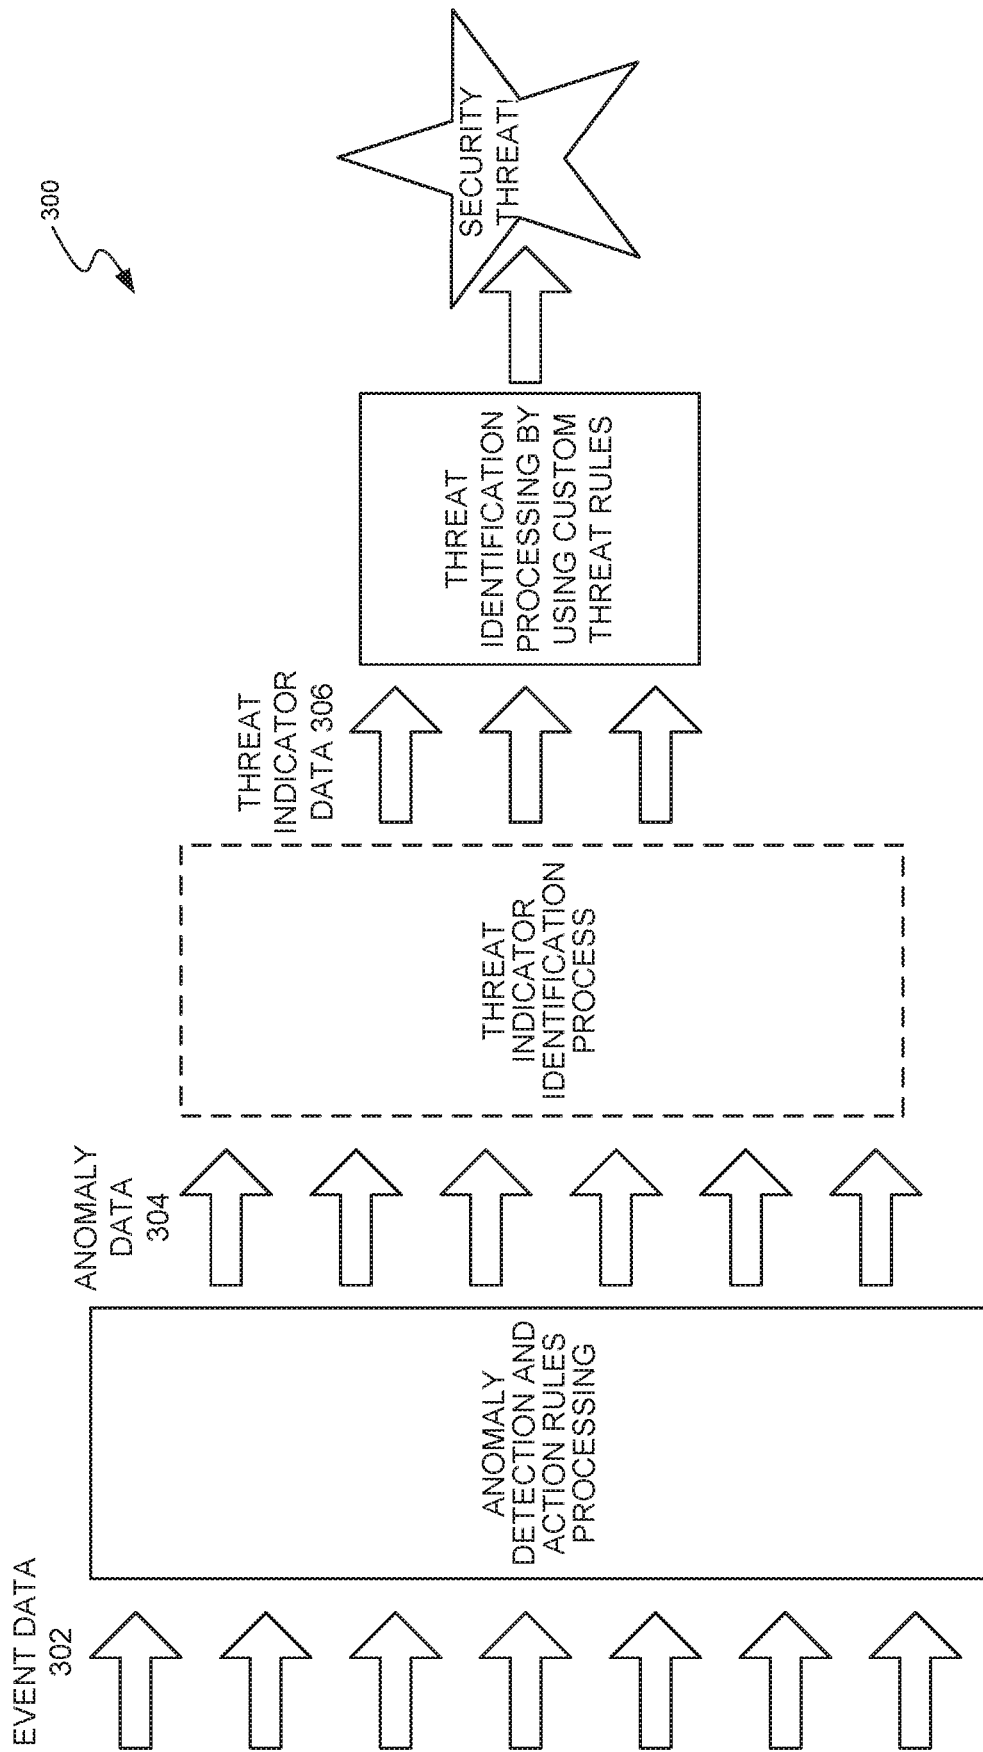 300
EVENT DATA
302
ANOMALY
DETECTION AND
ACTION RULES
PROCESSING
ANOMALY
DATA
304
THREAT
INDICATOR
IDENTIFICATION
PROCESS
THREAT
INDICATOR
DATA 306
THREAT
IDENTIFICATION
PROCESSING BY
USING CUSTOM
THREAT RULES
SECURITY
THREAT!